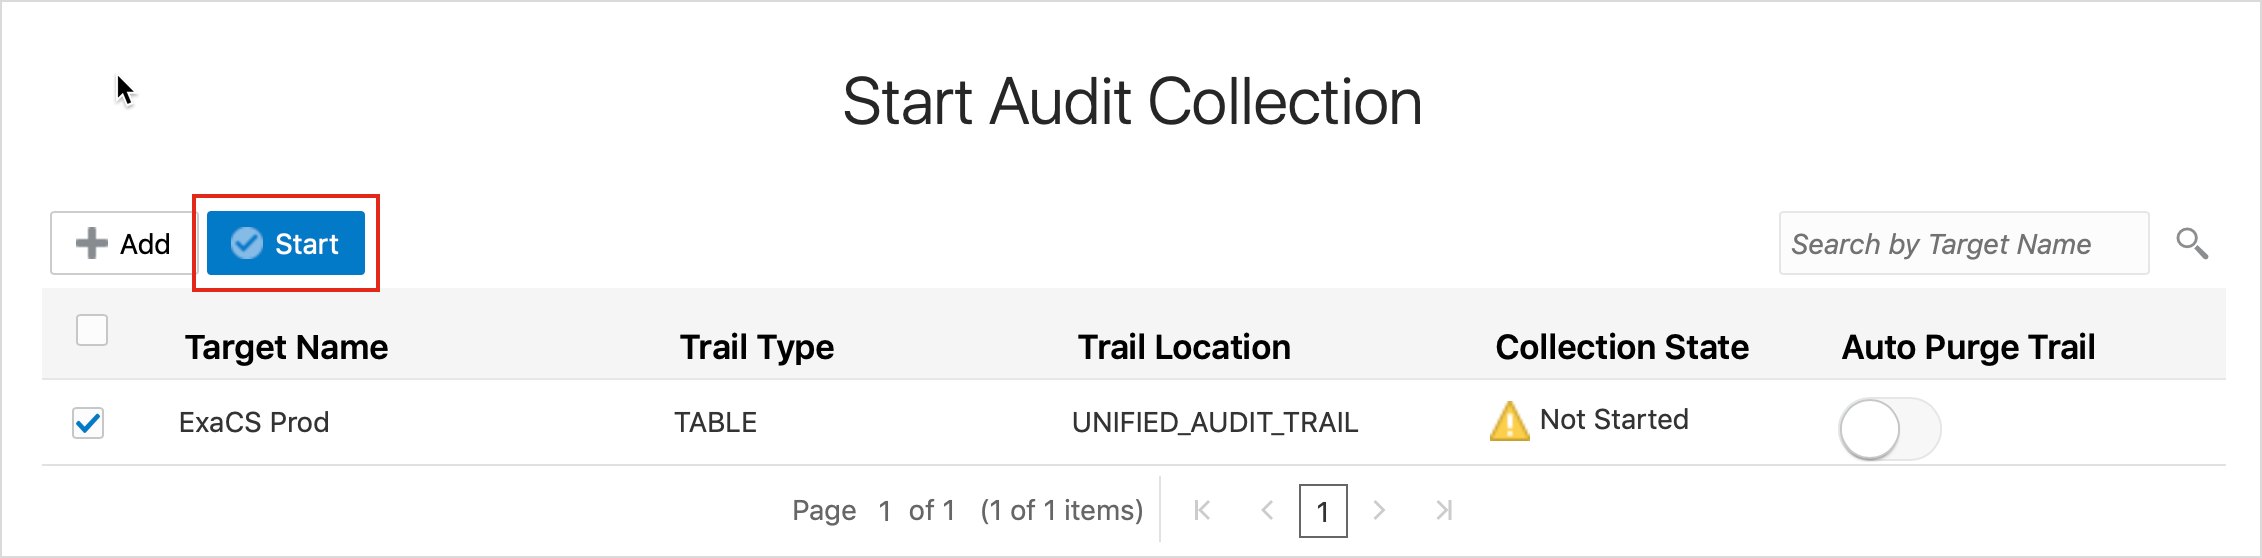 Start Audit Collection
Add Start Search by Target Name
Target Name Trail Type Trail Location Collection State Auto Purge Trail
ExaCS Prod TABLE UNIFIED_AUDIT_TRAIL Not Started
Page 1 of 1 (1 of 1 items) 1